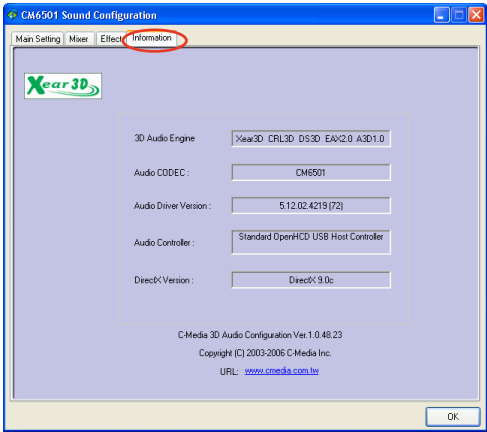 CM6501 Sound Configuration
Main Setting Mixer Effect Information
Xear 3D
3D Audio Engine Xear3D CRL3D DS3D EAX2.0 A3D1.0
Audio CODEC : CM6501
Audio Driver Version : 5.12.02.4219 (72)
Audio Controller : Standard OpenHCD USB Host Controller
DirectX Version : DirectX 9.0c
C-Media 3D Audio Configuration Ver.1.0.48.23
Copyright (C) 2003-2006 C-Media Inc.
URL: www.cmedia.com.tw
OK